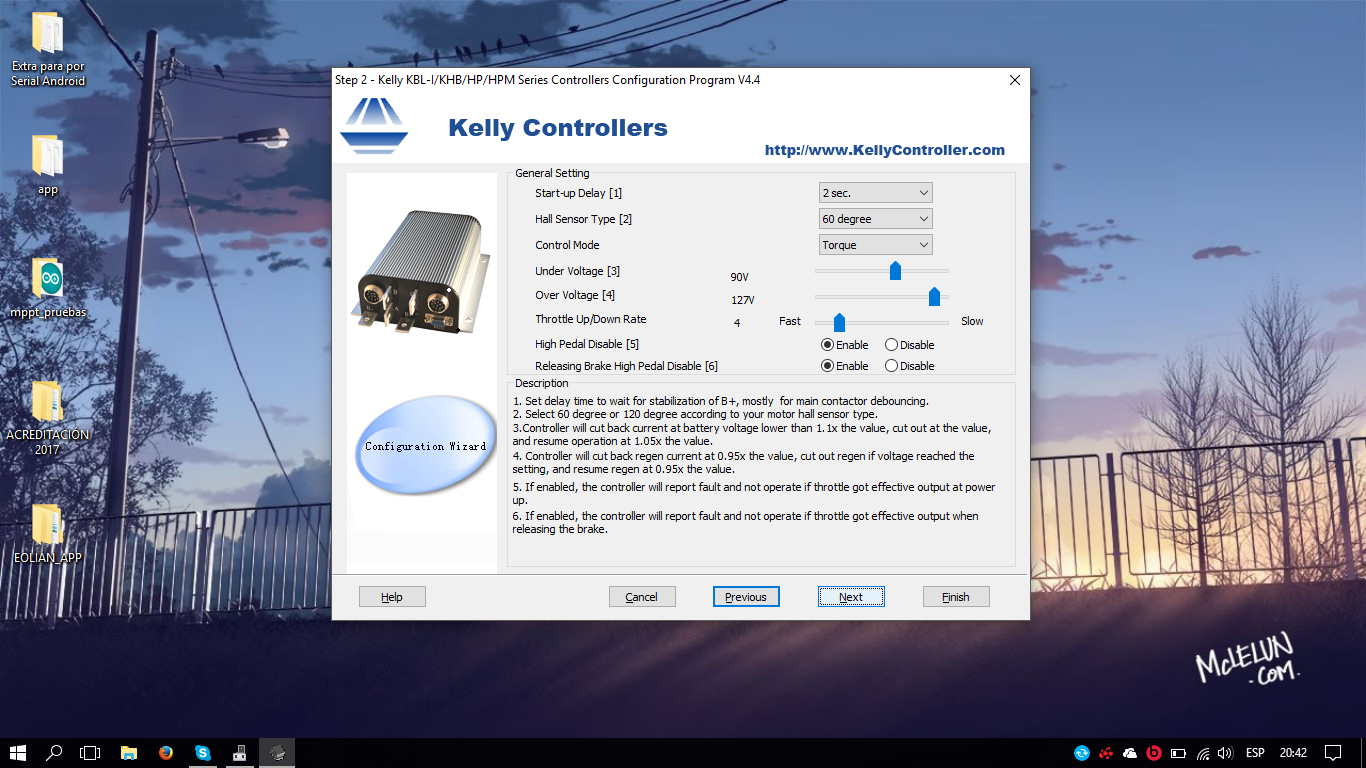 Extra para por
Serial Android
app
mppt_pruebas
ACREDITACIÓN
2017
EOLIAN_APP
Step 2 - Kelly KBL-I/KHB/HP/HPM Series Controllers Configuration Program V4.4
Kelly Controllers
http://www.KellyController.com
Configuration Wizard
General Setting
Start-up Delay [1] 2 sec.
Hall Sensor Type [2] 60 degree
Control Mode Torque
Under Voltage [3] 90V
Over Voltage [4] 127V
Throttle Up/Down Rate 4 Fast Slow
High Pedal Disable [5] Enable Disable
Releasing Brake High Pedal Disable [6] Enable Disable
Description
1. Set delay time to wait for stabilization of B+, mostly for main contactor debouncing.
2. Select 60 degree or 120 degree according to your motor hall sensor type.
3.Controller will cut back current at battery voltage lower than 1.1x the value, cut out at the value,
and resume operation at 1.05x the value.
4. Controller will cut back regen current at 0.95x the value, cut out regen if voltage reached the
setting, and resume regen at 0.95x the value.
5. If enabled, the controller will report fault and not operate if throttle got effective output at power
up.
6. If enabled, the controller will report fault and not operate if throttle got effective output when
releasing the brake.
Help Cancel Previous Next Finish
McLELUN
.COM.
ESP 20:42